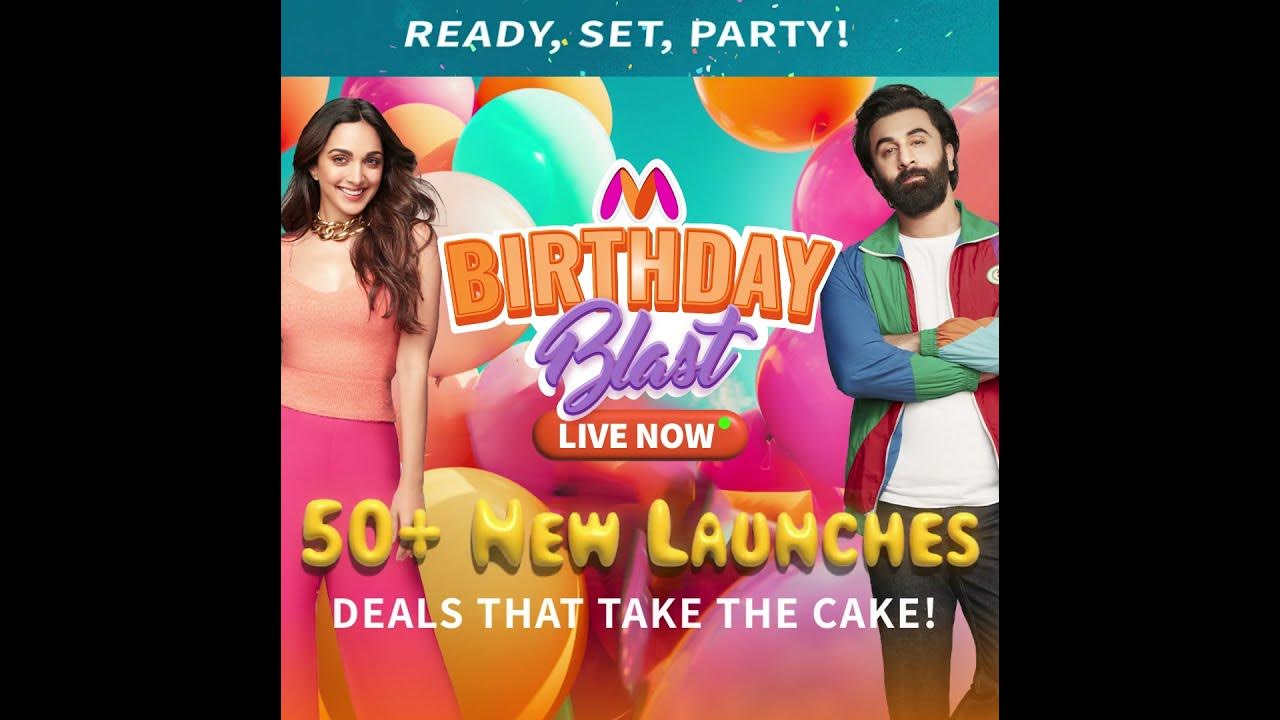 READY, SET, PARTY!
BIRTHDAY
Blast
LIVE NOW
50+ New Launches
DEALS THAT TAKE THE CAKE!